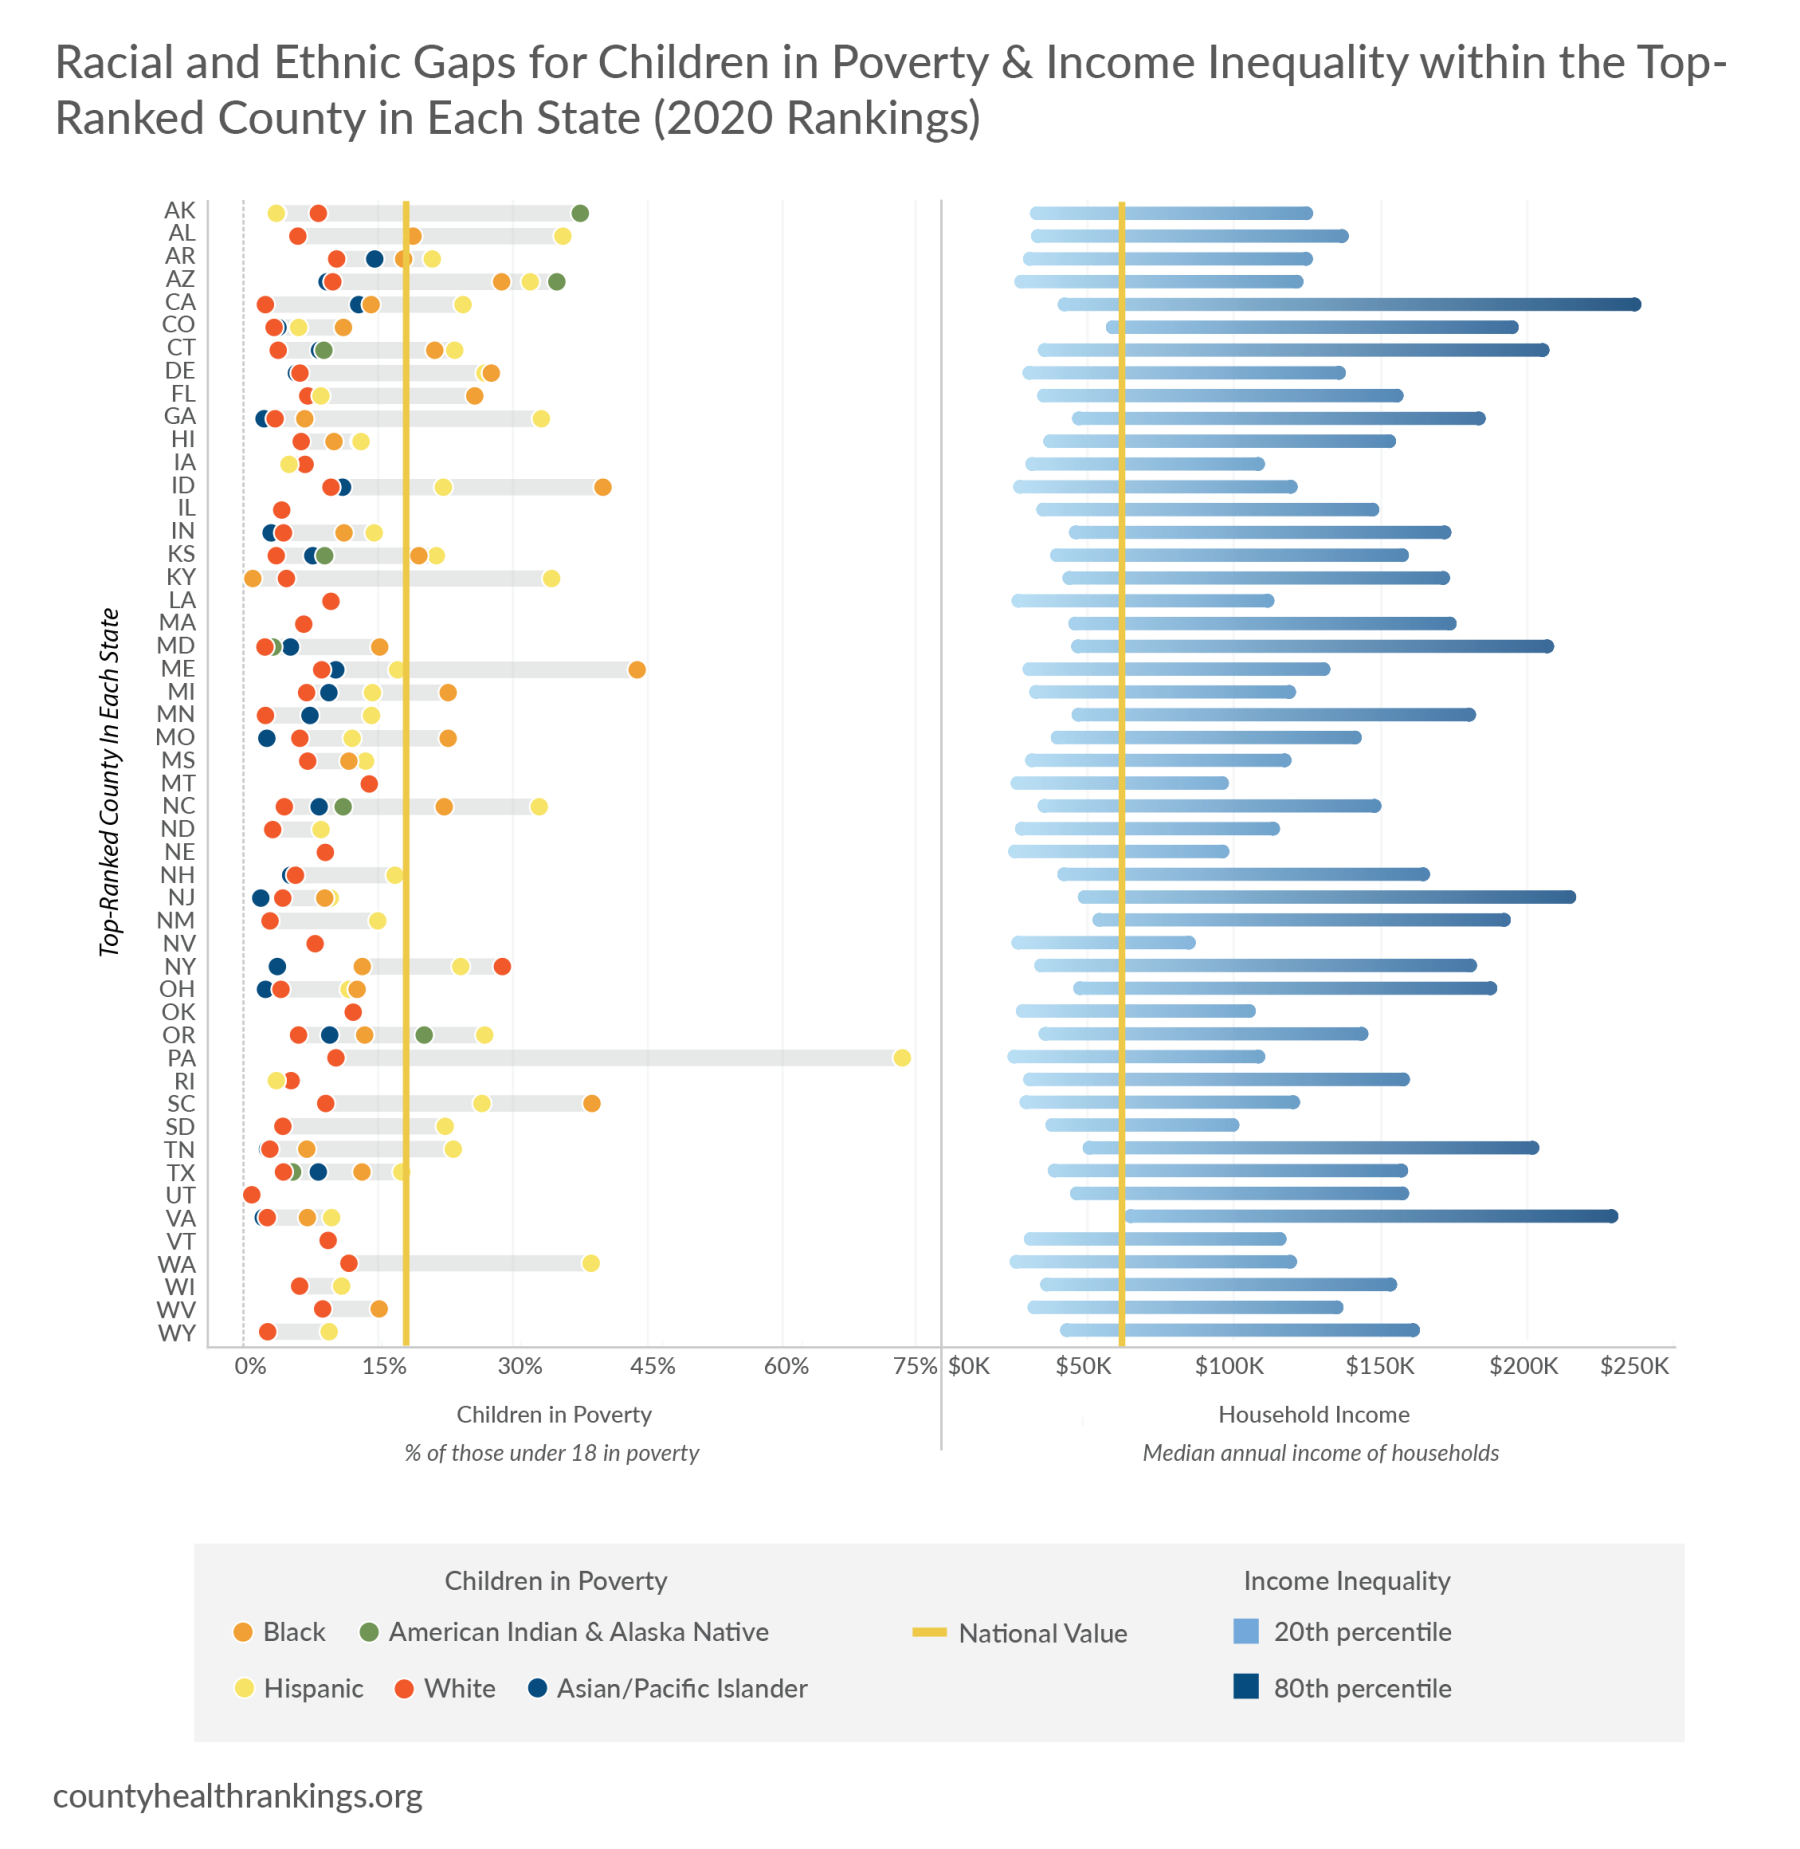 Racial and Ethnic Gaps for Children in Poverty & Income Inequality within the Top-
Ranked County in Each State (2020 Rankings)
Top-Ranked County In Each State
AK
AL
AR
AZ
CA
CO
CT
DE
FL
GA
HI
IA
ID
IL
IN
KS
KY
LA
MA
MD
ME
MI
MN
MO
MS
MT
NC
ND
NE
NH
NJ
NM
NV
NY
OH
OK
OR
PA
RI
SC
SD
TN
TX
UT
VA
VT
WA
WI
WV
WY
0% 15% 30% 45% 60% 75% $0K $50K $100K $150K $200K $250K
Children in Poverty Household Income
% of those under 18 in poverty Median annual income of households
Children in Poverty Income Inequality
Black American Indian & Alaska Native National Value 20th percentile
Hispanic White Asian/Pacific Islander 80th percentile
countyhealthrankings.org